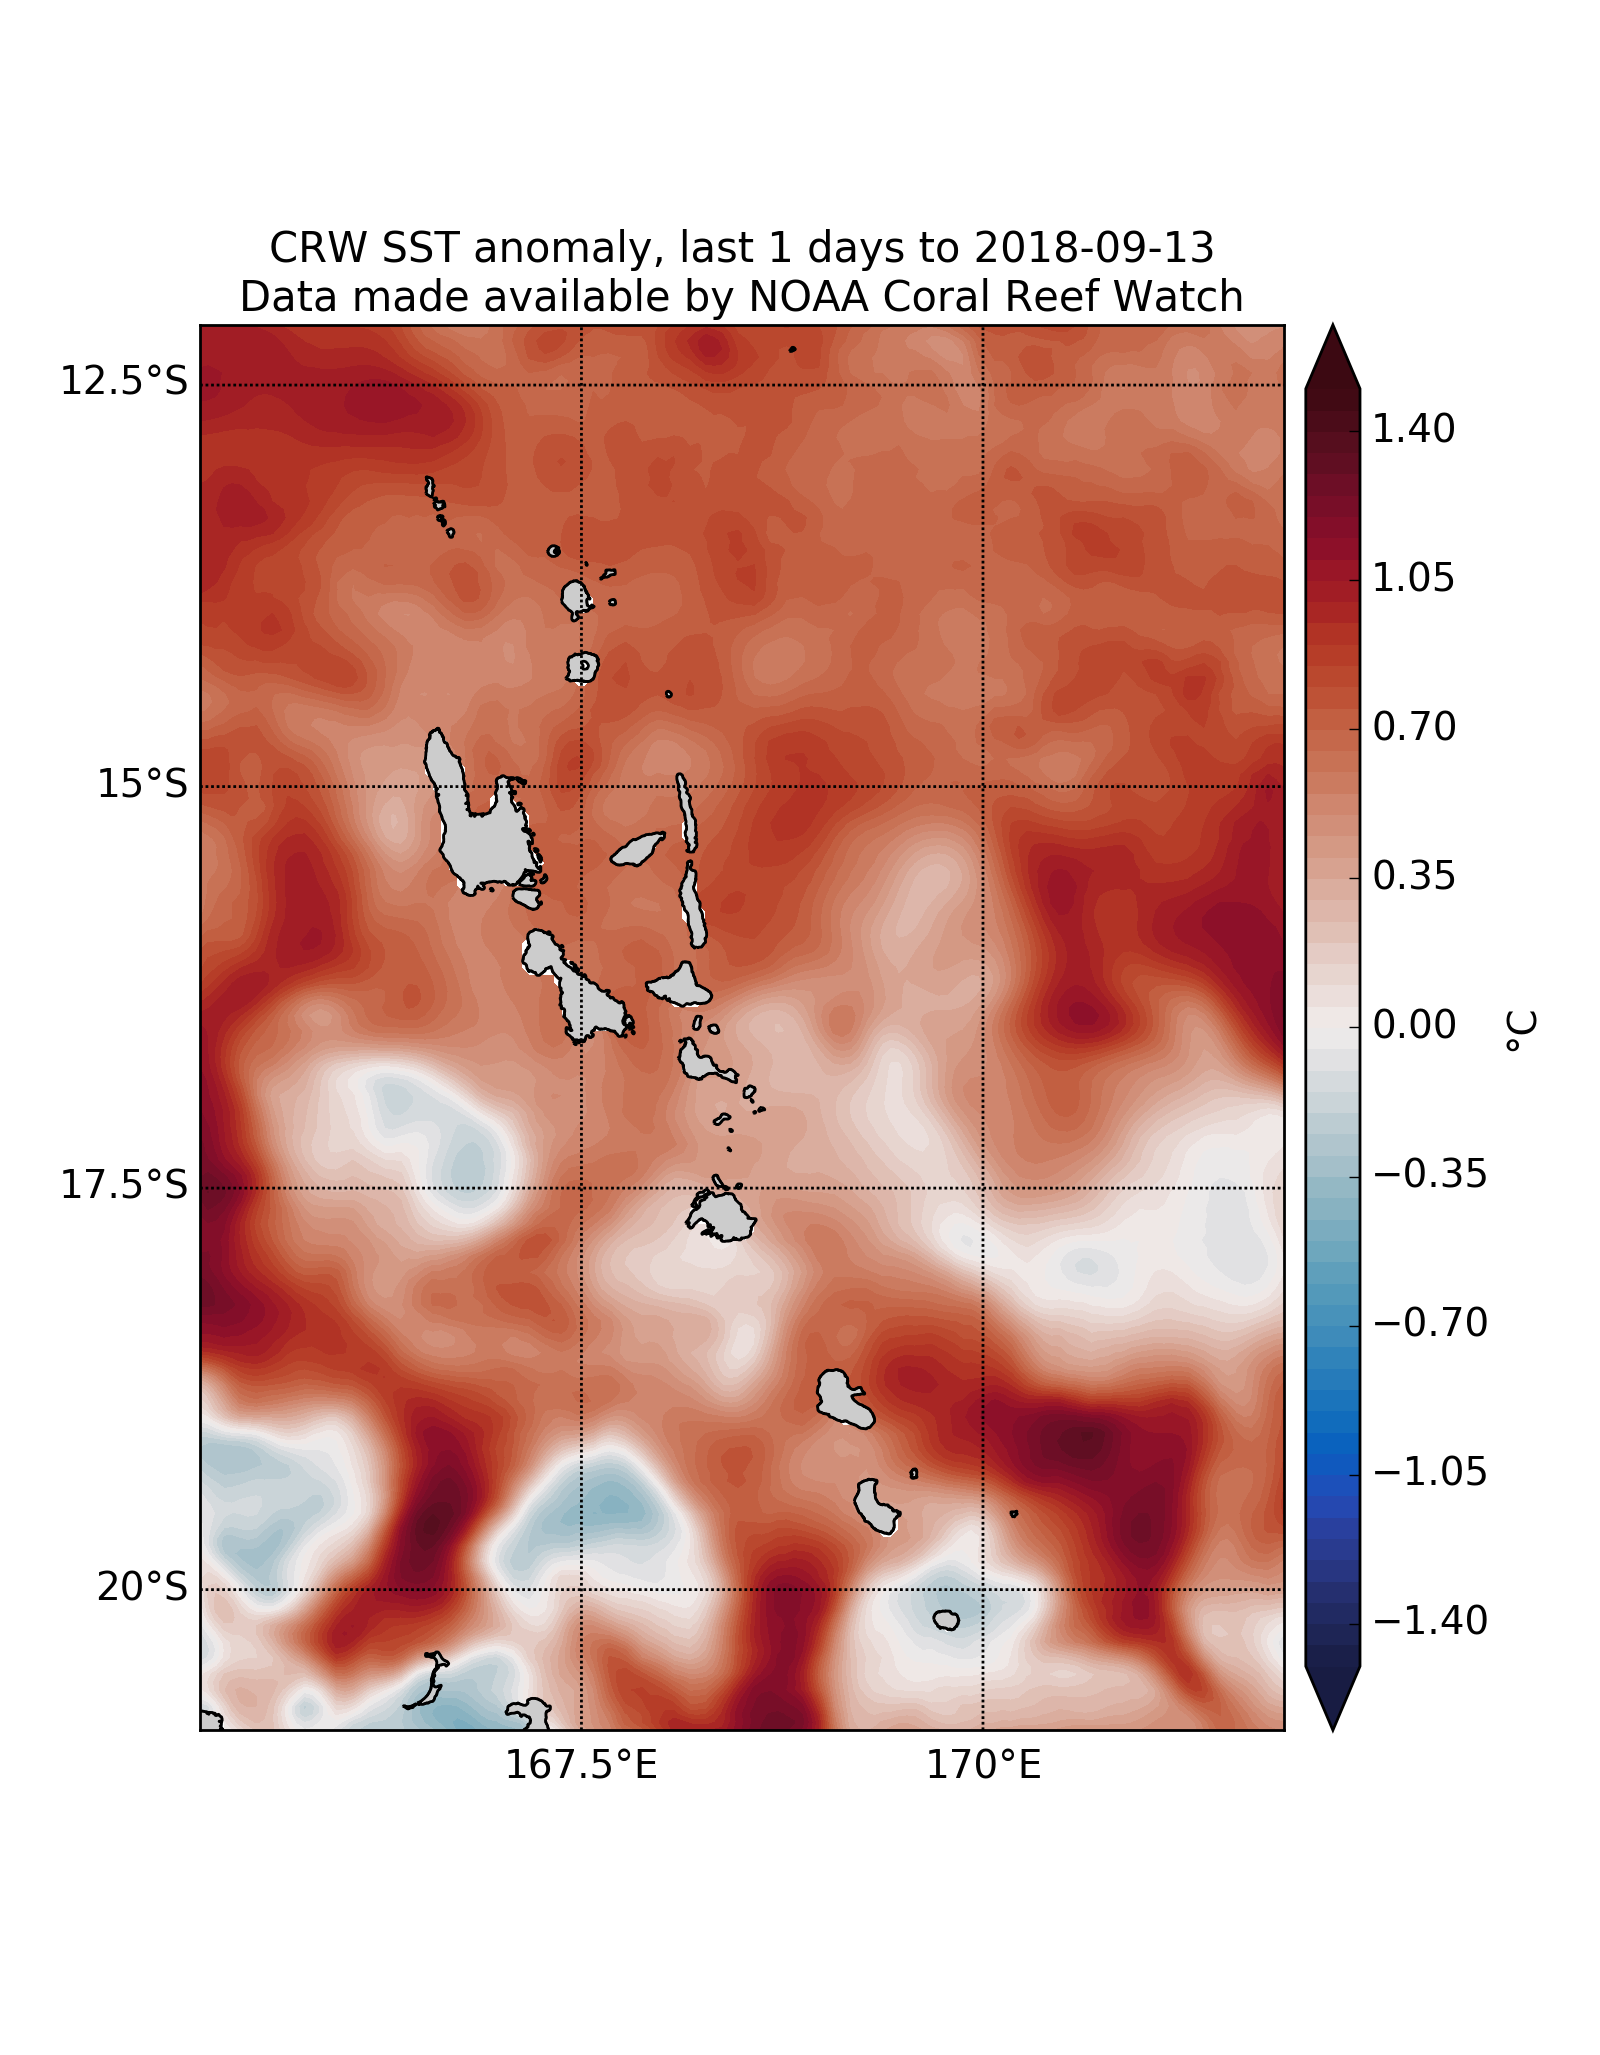 CRW SST anomaly, last 1 days to 2018-09-13
Data made available by NOAA Coral Reef Watch
12.5°S
15°S
17.5°S
20°S
167.5°E
170°E
1.40
1.05
0.70
0.35
0.00
−0.35
−0.70
−1.05
−1.40
°C